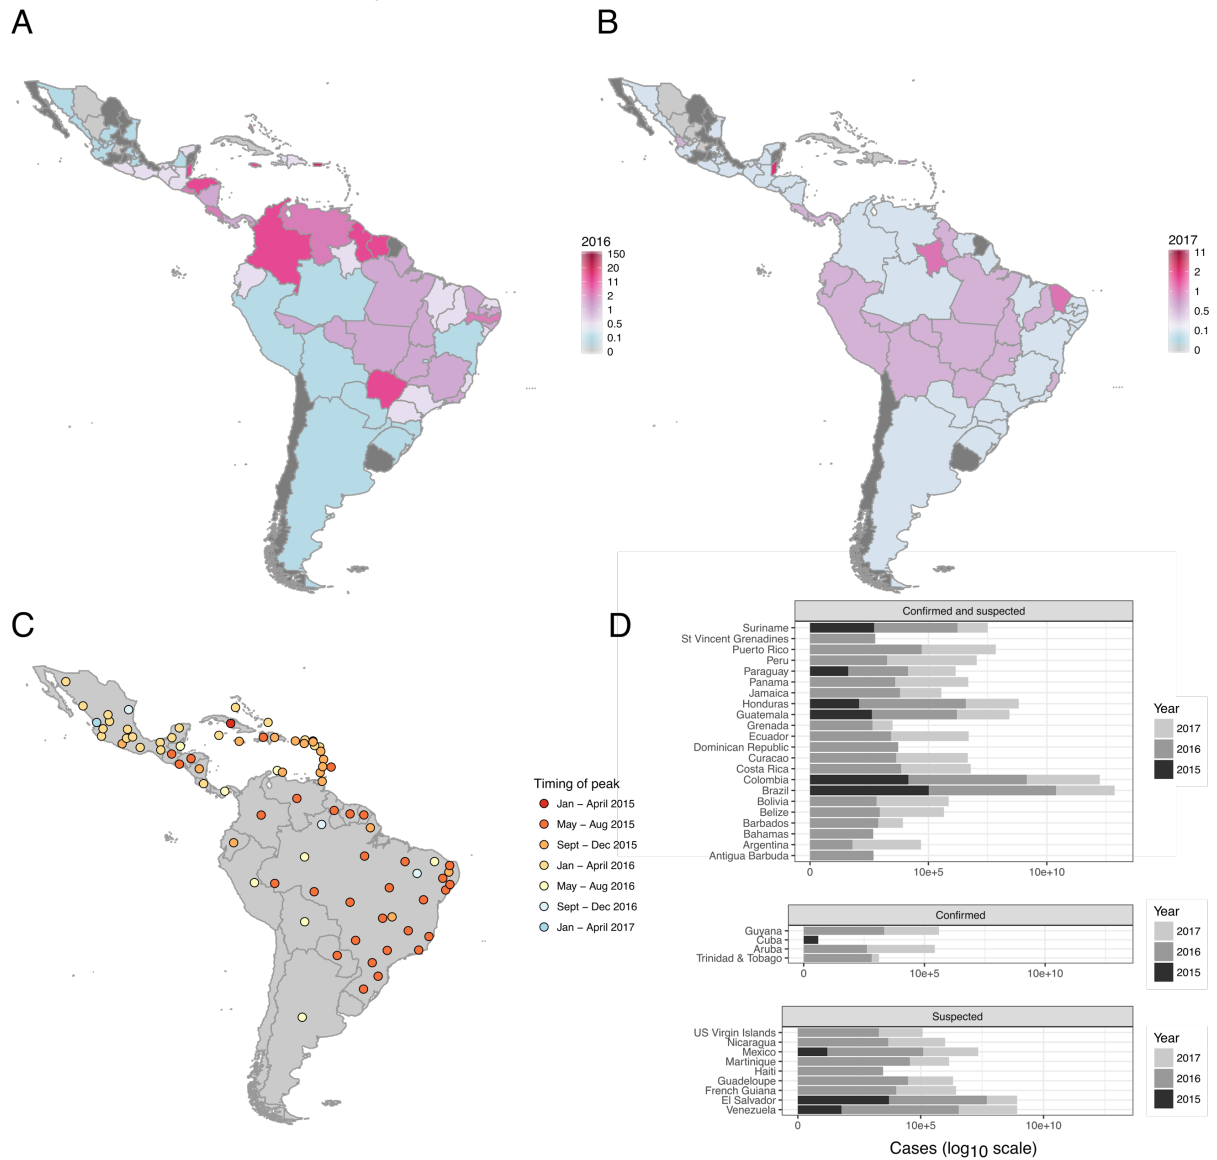 A
B
2016
150
20
11
2
1
0.5
0.1
0
2017
11
2
1
0.5
0.1
0
C
Timing of peak
Jan – April 2015
May – Aug 2015
Sept – Dec 2015
Jan – April 2016
May – Aug 2016
Sept – Dec 2016
Jan – April 2017
D
Confirmed and suspected
Suriname
St Vincent Grenadines
Puerto Rico
Peru
Paraguay
Panama
Jamaica
Honduras
Guatemala
Grenada
Ecuador
Dominican Republic
Curacao
Costa Rica
Colombia
Brazil
Bolivia
Belize
Barbados
Bahamas
Argentina
Antigua Barbuda
0 10e+5 10e+10
Year
2017
2016
2015
Confirmed
Guyana
Cuba
Aruba
Trinidad & Tobago
0 10e+5 10e+10
Year
2017
2016
2015
Suspected
US Virgin Islands
Nicaragua
Mexico
Martinique
Haiti
Guadeloupe
French Guiana
El Salvador
Venezuela
0 10e+5 10e+10
Year
2017
2016
2015
Cases (log10 scale)